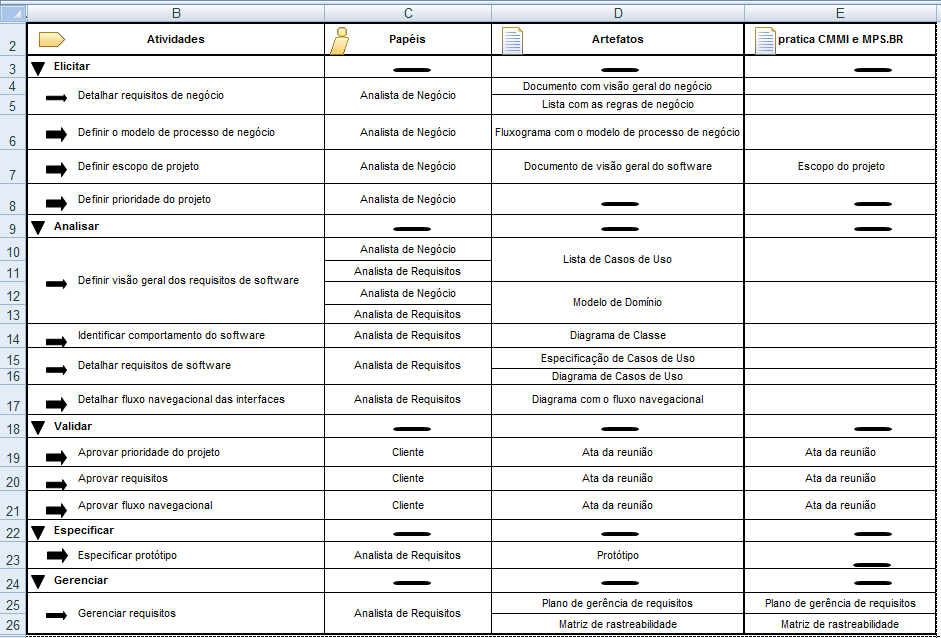 B C D E
2 Atividades Papéis Artefatos pratica CMMI e MPS.BR
3 Elicitar
4 Documento com visão geral do negócio
Detalhar requisitos de negócio Analista de Negócio
5 Lista com as regras de negócio
6 Definir o modelo de processo de negócio Analista de Negócio Fluxograma com o modelo de processo de negócio
7 Definir escopo de projeto Analista de Negócio Documento de visão geral do software Escopo do projeto
8 Definir prioridade do projeto Analista de Negócio
9 Analisar
10 Analista de Negócio
Lista de Casos de Uso
11 Analista de Requisitos
Definir visão geral dos requisitos de software
12 Analista de Negócio
Modelo de Domínio
13 Analista de Requisitos
14 Identificar comportamento do software Analista de Requisitos Diagrama de Classe
15 Especificação de Casos de Uso
Detalhar requisitos de software Analista de Requisitos
16 Diagrama de Casos de Uso
17 Detalhar fluxo navegacional das interfaces Analista de Requisitos Diagrama com o fluxo navegacional
18 Validar
19 Aprovar prioridade do projeto Cliente Ata da reunião Ata da reunião
20 Aprovar requisitos Cliente Ata da reunião Ata da reunião
21 Aprovar fluxo navegacional Cliente Ata da reunião Ata da reunião
22 Especificar
23 Especificar protótipo Analista de Requisitos Protótipo
24 Gerenciar
25 Plano de gerência de requisitos Plano de gerência de requisitos
Gerenciar requisitos Analista de Requisitos
26 Matriz de rastreabilidade Matriz de rastreabilidade